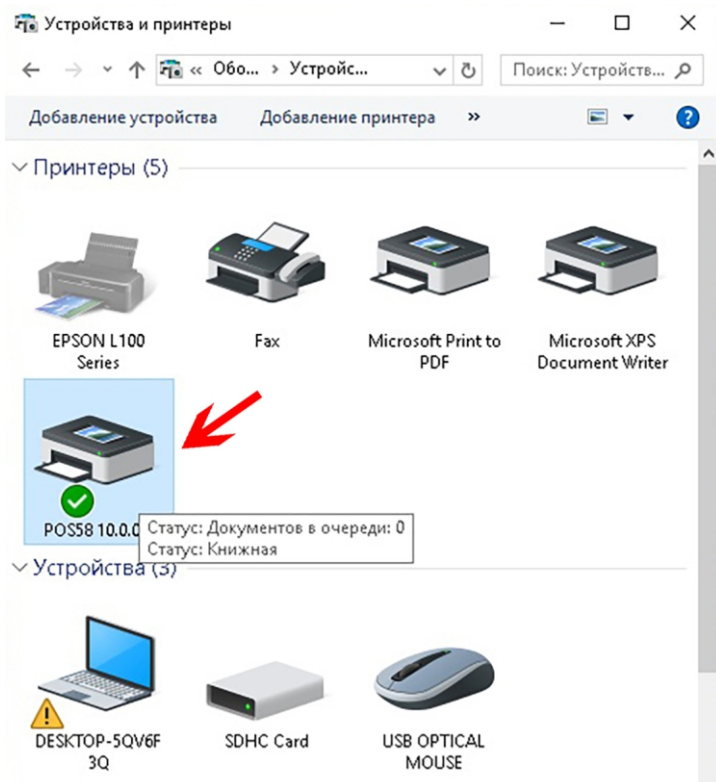 Устройства и принтеры
« Обо... › Устройс...
Поиск: Устройств...
Добавление устройства Добавление принтера »
Принтеры (5)
EPSON L100
Series
Fax
Microsoft Print to
PDF
Microsoft XPS
Document Writer
POS58 10.0.0
Статус: Документов в очереди: 0
Статус: Книжная
Устройства (3)
DESKTOP-5QV6F
3Q
SDHC Card
USB OPTICAL
MOUSE